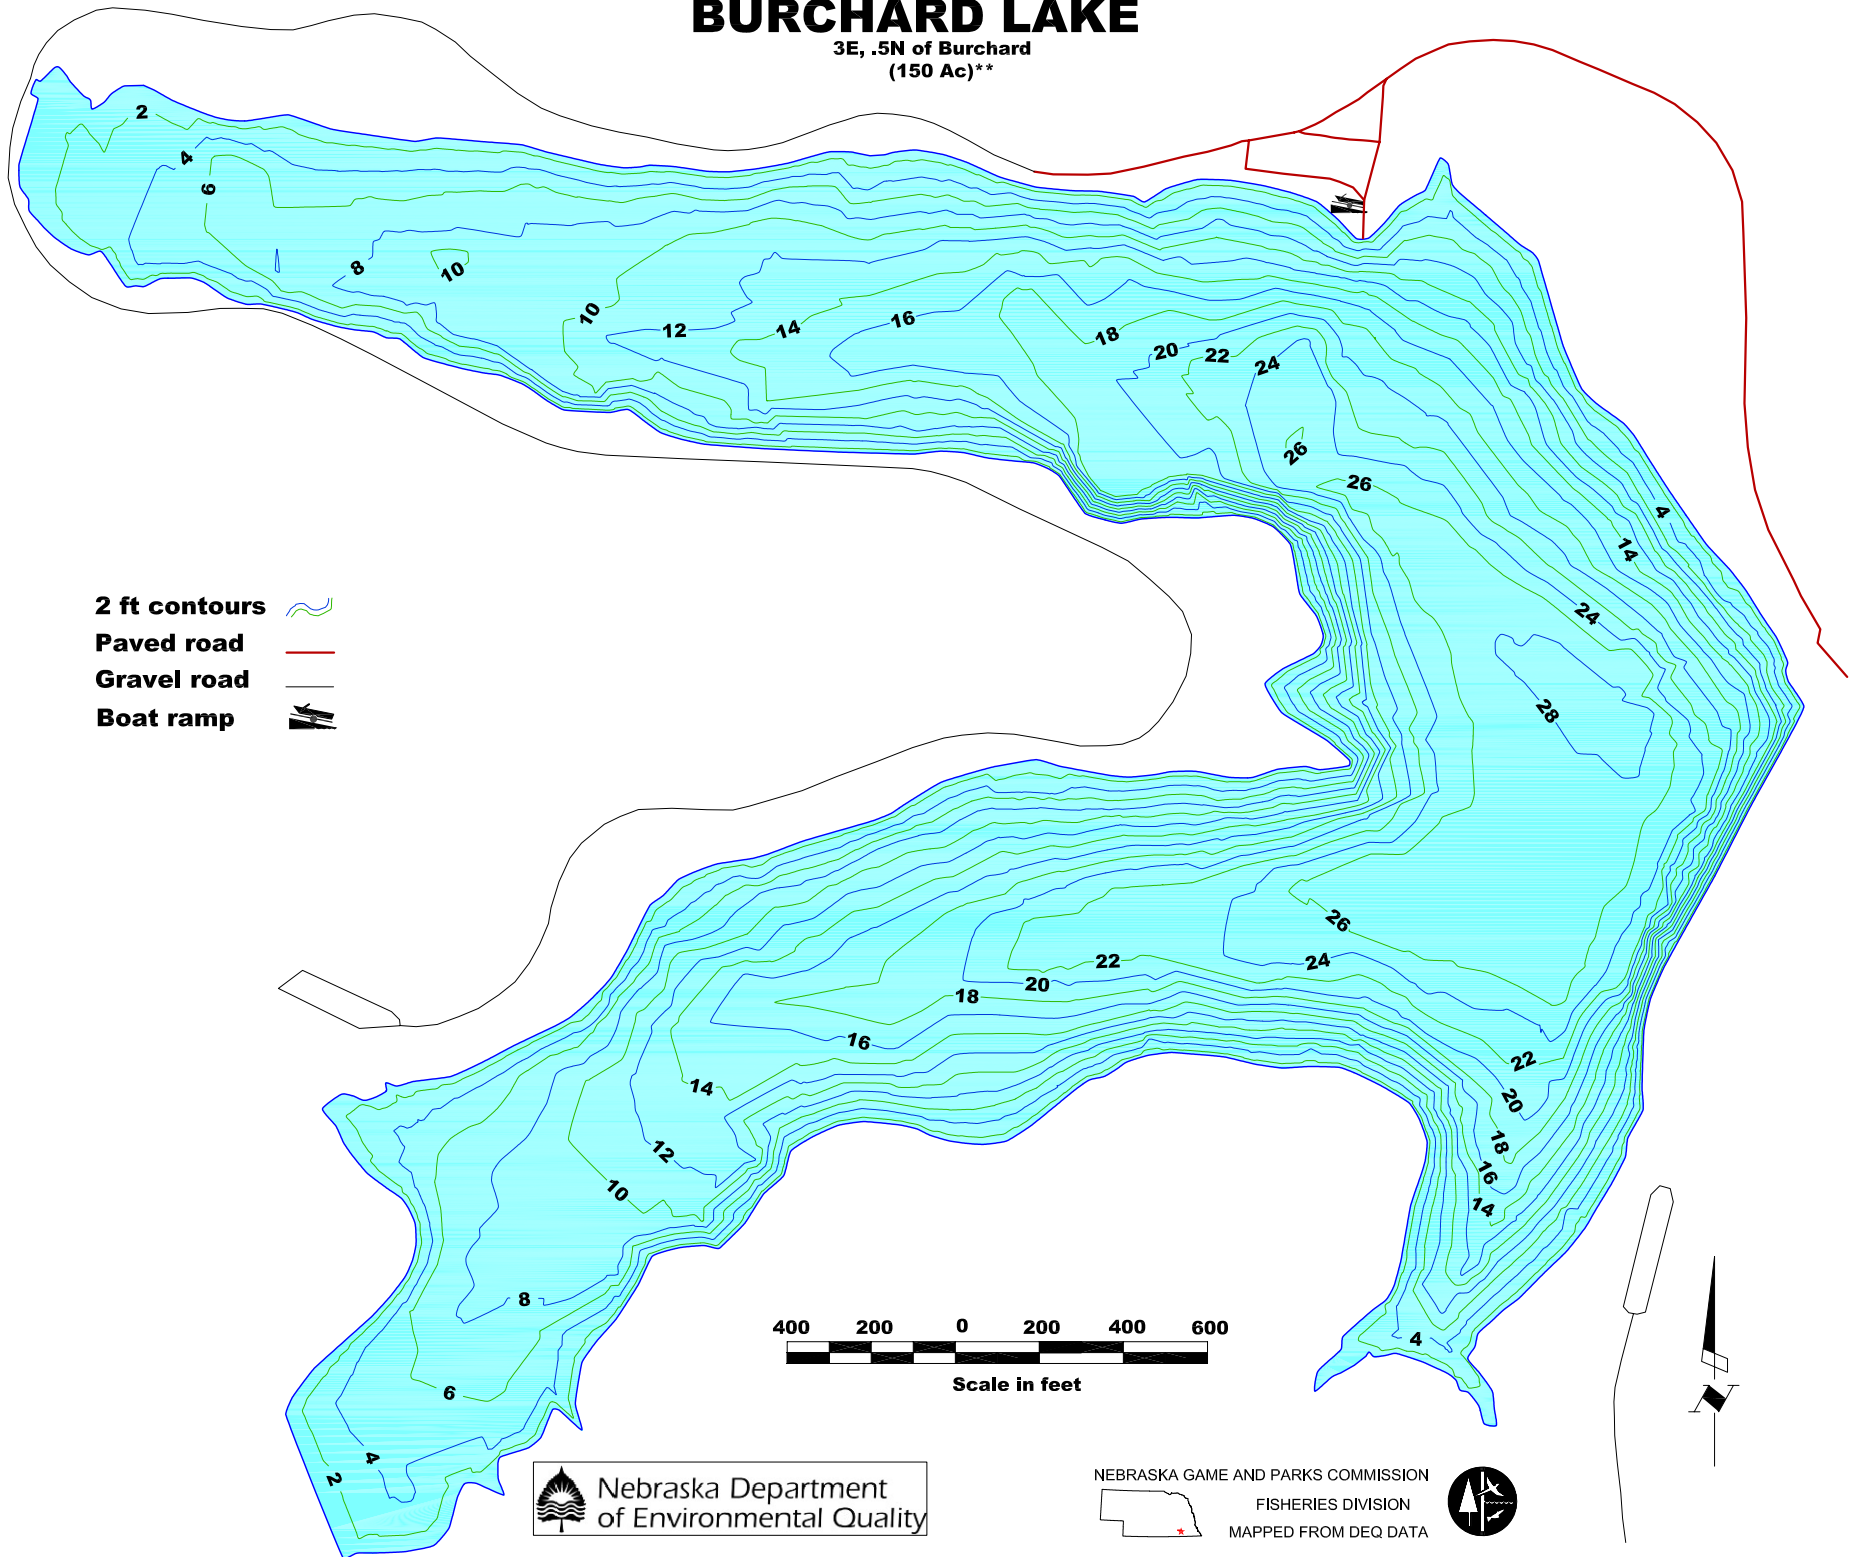 BURCHARD LAKE
3E, .5N of Burchard
(150 Ac)**
2
4
6
8
10
10
12
14
16
18
20
22
24
26
26
4
14
24
28
2 ft contours
Paved road
Gravel road
Boat ramp
26
24
22
20
18
16
14
12
10
8
6
4
2
22
20
18
16
14
4
400 200 0 200 400 600
Scale in feet
N
Nebraska Department
of Environmental Quality
NEBRASKA GAME AND PARKS COMMISSION
FISHERIES DIVISION
MAPPED FROM DEQ DATA